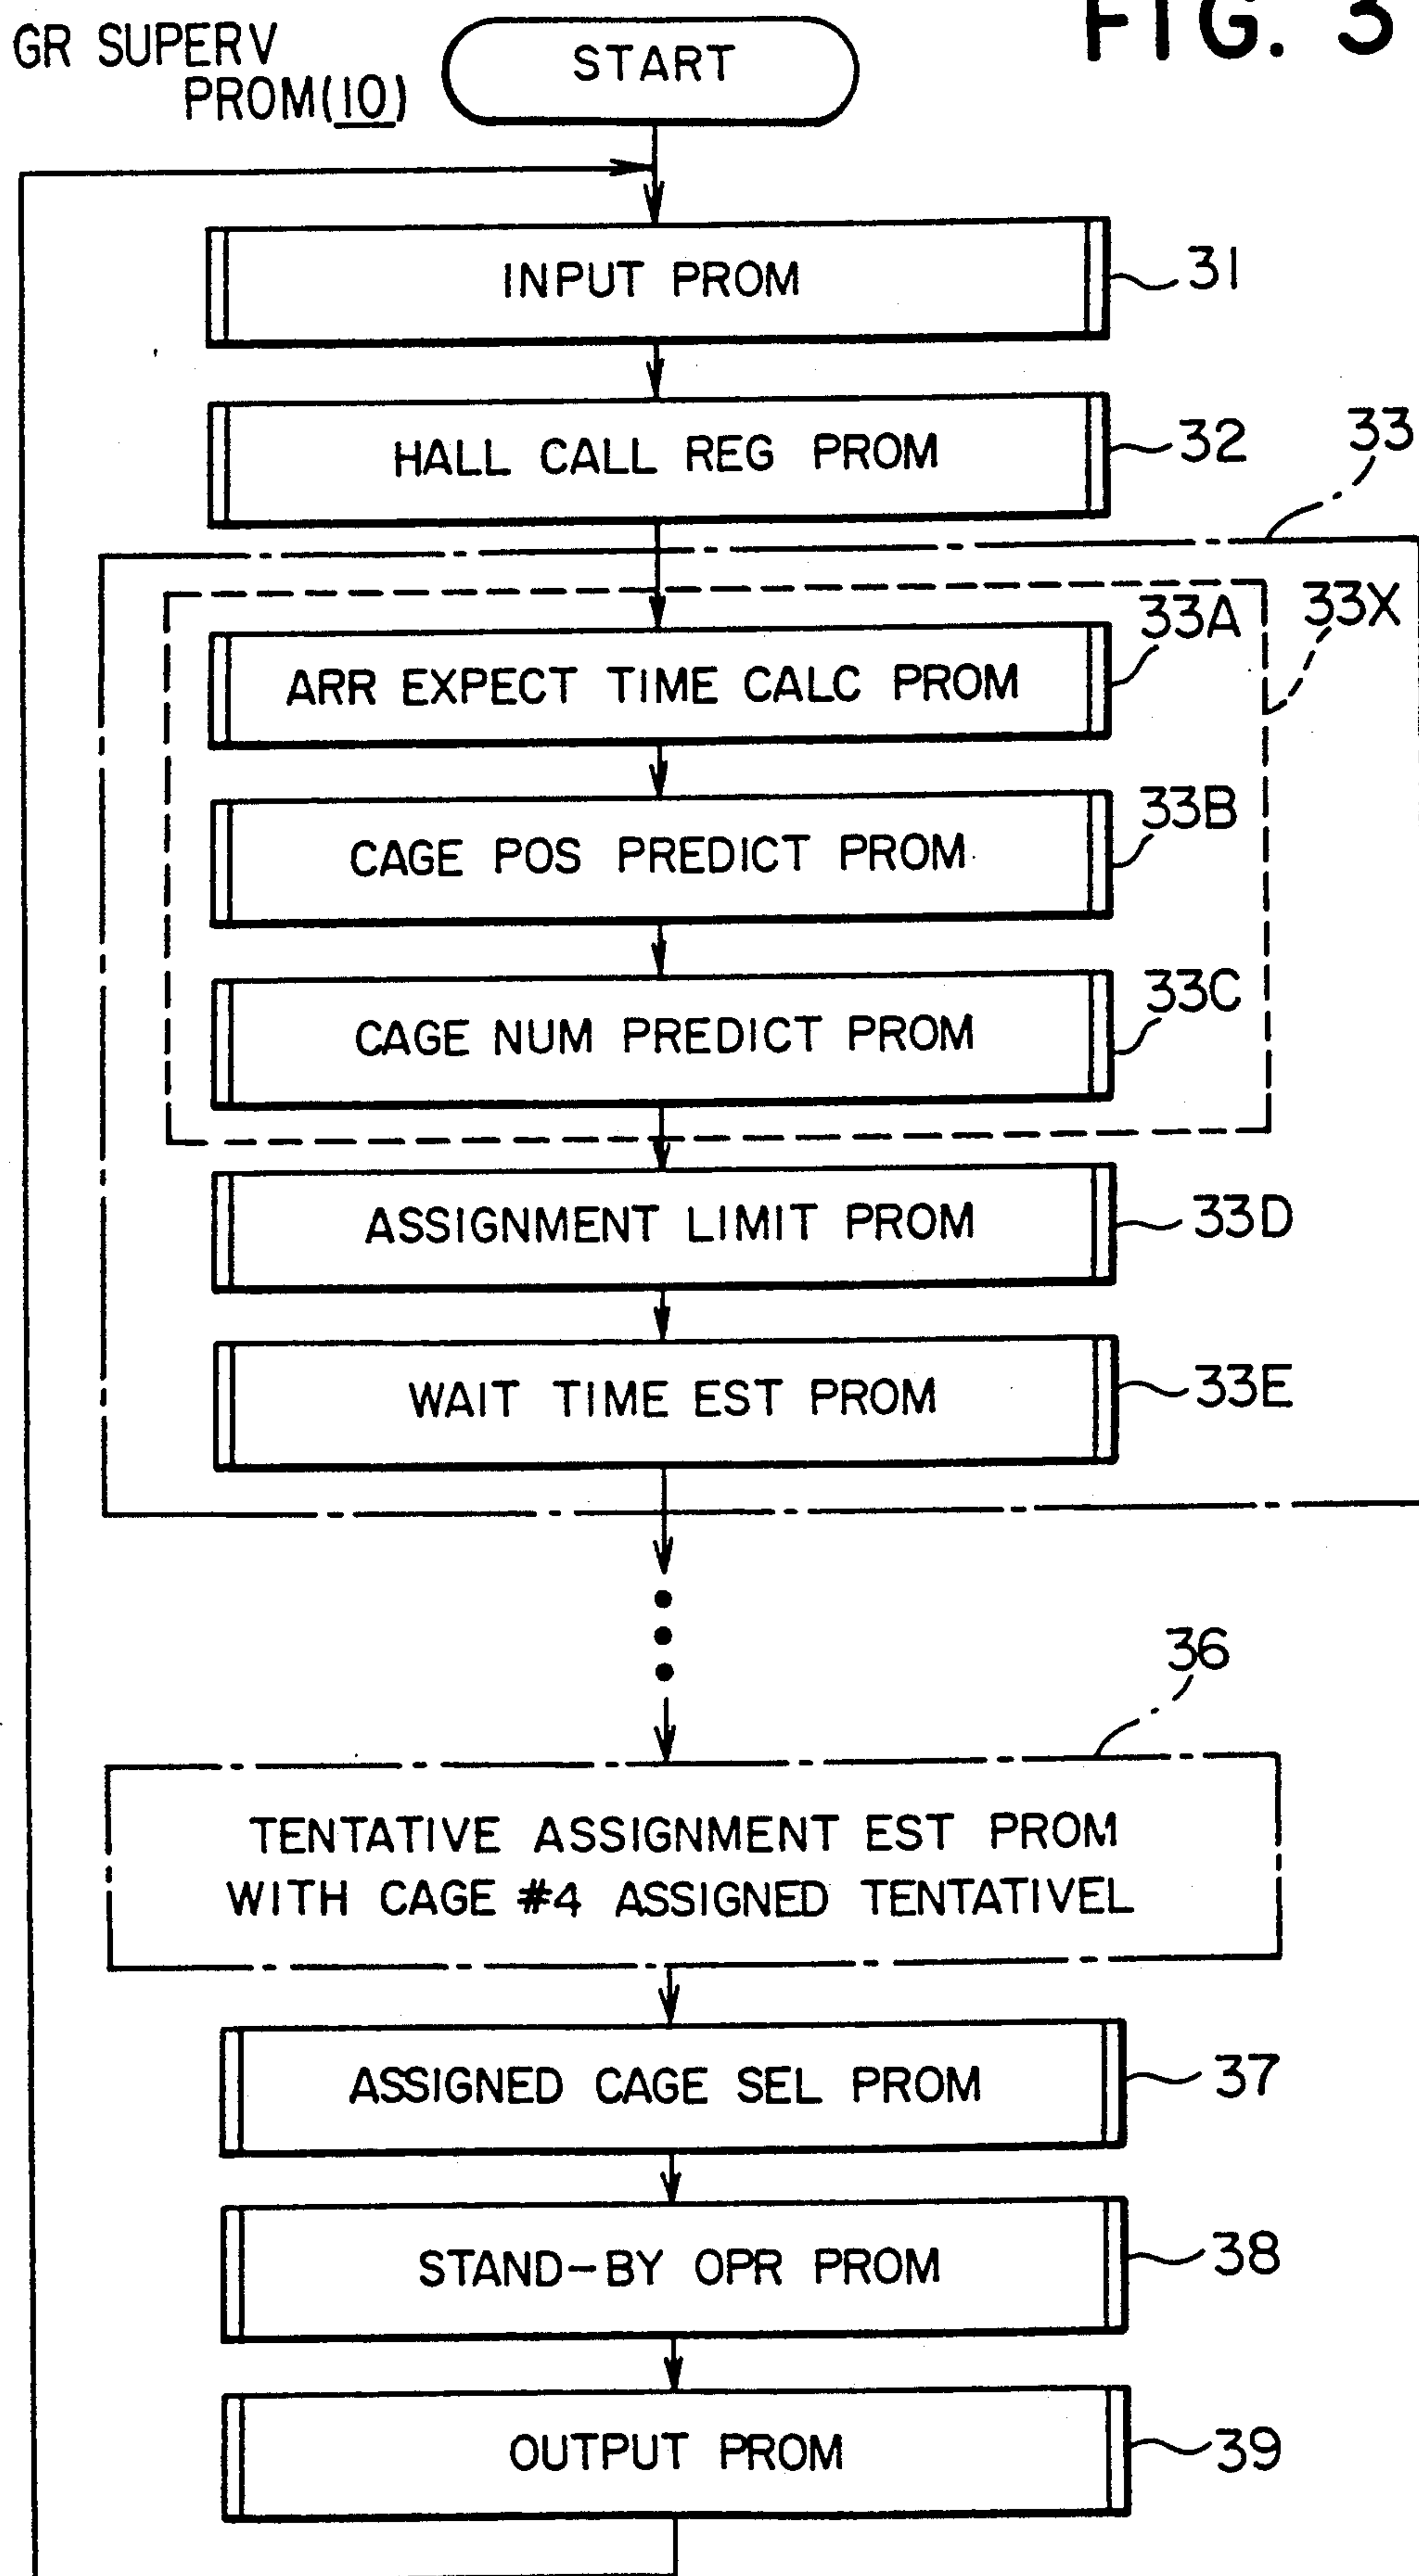 GR SUPERV
PROM(10)
START
FIG. 3
INPUT PROM
31
HALL CALL REG PROM
32
33
33A
33X
ARR EXPECT TIME CALC PROM
33B
CAGE POS PREDICT PROM
33C
CAGE NUM PREDICT PROM
ASSIGNMENT LIMIT PROM
33D
WAIT TIME EST PROM
33E
36
TENTATIVE ASSIGNMENT EST PROM
WITH CAGE #4 ASSIGNED TENTATIVEL
ASSIGNED CAGE SEL PROM
37
STAND-BY OPR PROM
38
OUTPUT PROM
39